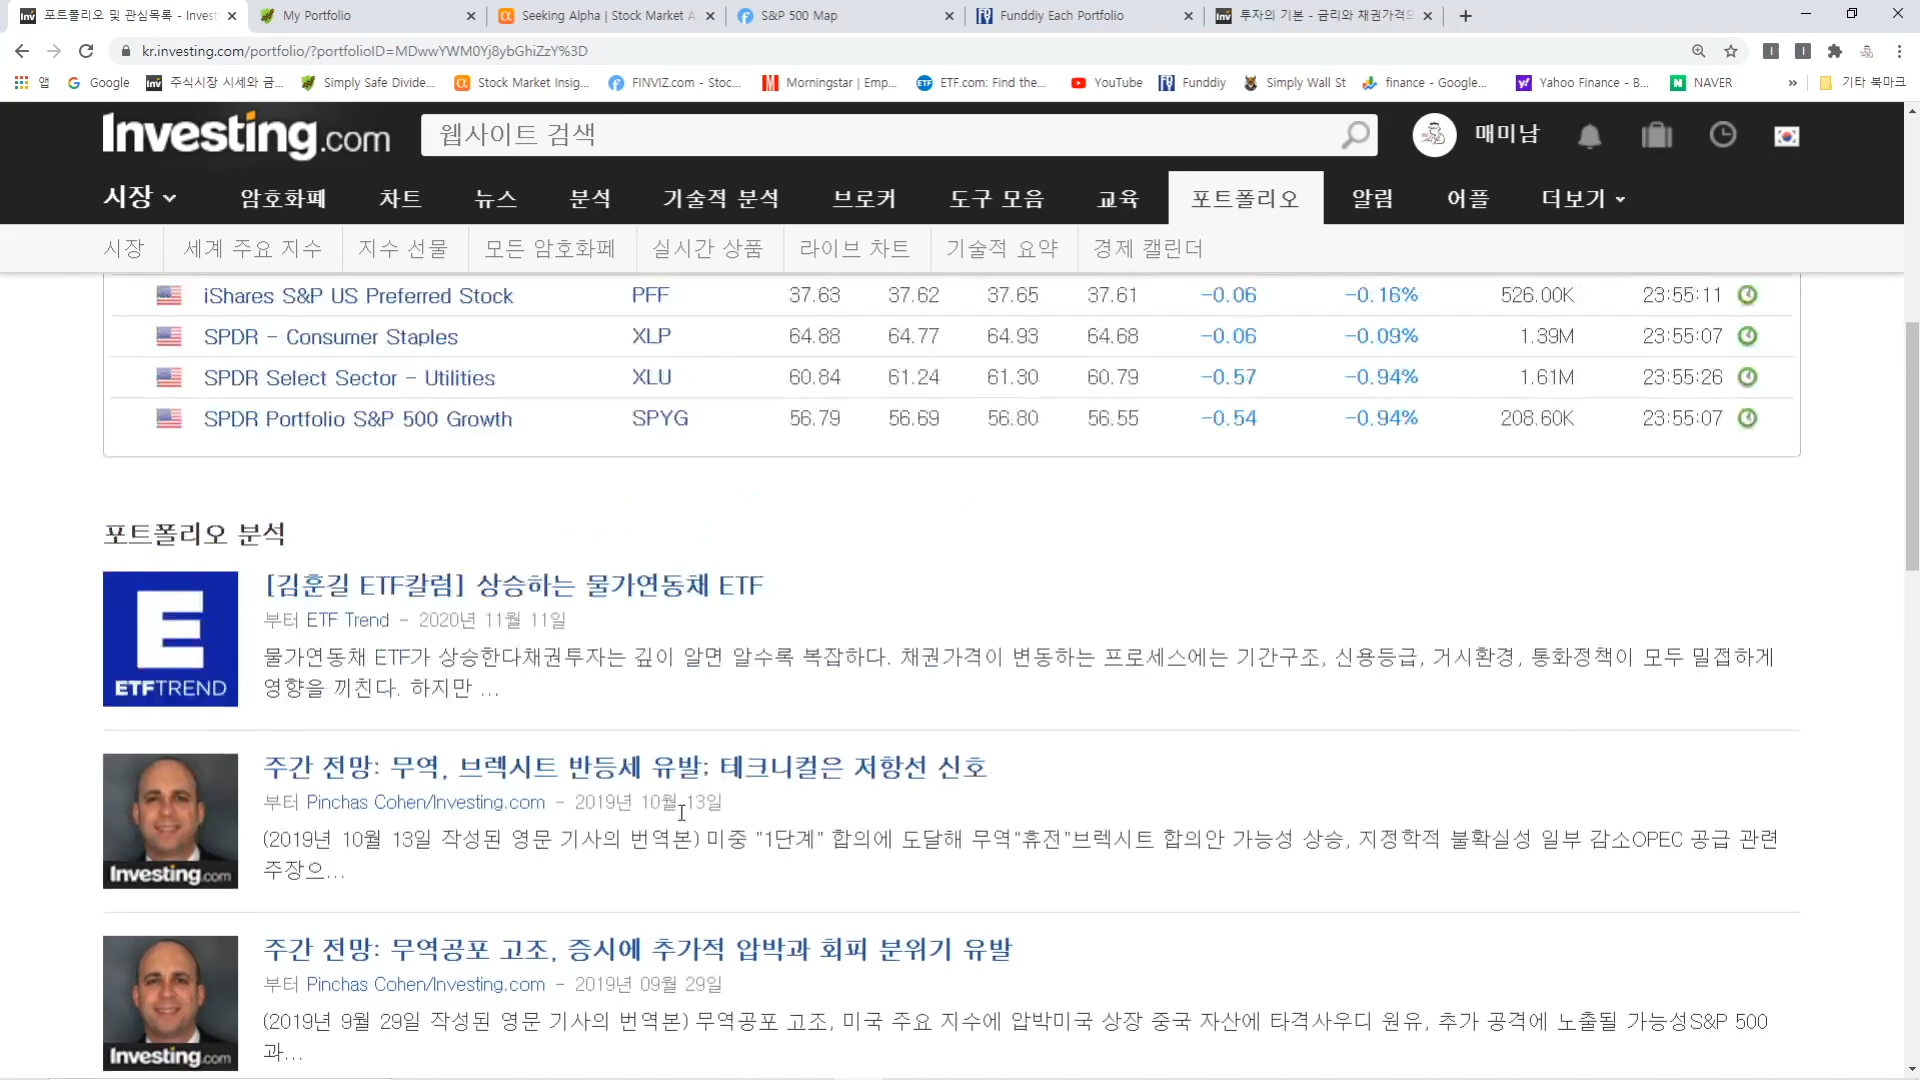 포트폴리오 및 관심목록 - Invest
My Portfolio
Seeking Alpha | Stock Market A
S&P 500 Map
Funddiy Each Portfolio
투자의 기본 - 금리와 채권가격의
kr.investing.com/portfolio/?portfolioID=MDwwYWM0Yj8ybGhiZzY%3D
앱
Google
주식시장 시세와 금...
Simply Safe Divide...
Stock Market Insig...
FINVIZ.com - Stoc...
Morningstar | Emp...
ETF.com: Find the...
YouTube
Funddiy
Simply Wall St
finance - Google...
Yahoo Finance - B...
NAVER
기타 북마크
Investing.com
웹사이트 검색
매미남
시장 암호화폐 차트 뉴스 분석 기술적 분석 브로커 도구 모음 교육 포트폴리오 알림 어플 더보기
시장 세계 주요 지수 지수 선물 모든 암호화폐 실시간 상품 라이브 차트 기술적 요약 경제 캘린더
iShares S&P US Preferred Stock PFF 37.63 37.62 37.65 37.61 -0.06 -0.16% 526.00K 23:55:11
SPDR - Consumer Staples XLP 64.88 64.77 64.93 64.68 -0.06 -0.09% 1.39M 23:55:07
SPDR Select Sector - Utilities XLU 60.84 61.24 61.30 60.79 -0.57 -0.94% 1.61M 23:55:26
SPDR Portfolio S&P 500 Growth SPYG 56.79 56.69 56.80 56.55 -0.54 -0.94% 208.60K 23:55:07
포트폴리오 분석
[김훈길 ETF칼럼] 상승하는 물가연동채 ETF
부터 ETF Trend - 2020년 11월 11일
물가연동채 ETF가 상승한다채권투자는 깊이 알면 알수록 복잡하다. 채권가격이 변동하는 프로세스에는 기간구조, 신용등급, 거시환경, 통화정책이 모두 밀접하게
영향을 끼친다. 하지만 ...
E
ETFTREND
주간 전망: 무역, 브렉시트 반등세 유발; 테크니컬은 저항선 신호
부터 Pinchas Cohen/Investing.com - 2019년 10월 13일
(2019년 10월 13일 작성된 영문 기사의 번역본) 미중 "1단계" 합의에 도달해 무역"휴전"브렉시트 합의안 가능성 상승, 지정학적 불확실성 일부 감소OPEC 공급 관련
주장으...
Investing.com
주간 전망: 무역공포 고조, 증시에 추가적 압박과 회피 분위기 유발
부터 Pinchas Cohen/Investing.com - 2019년 09월 29일
(2019년 9월 29일 작성된 영문 기사의 번역본) 무역공포 고조, 미국 주요 지수에 압박미국 상장 중국 자산에 타격사우디 원유, 추가 공격에 노출될 가능성S&P 500
과...
Investing.com